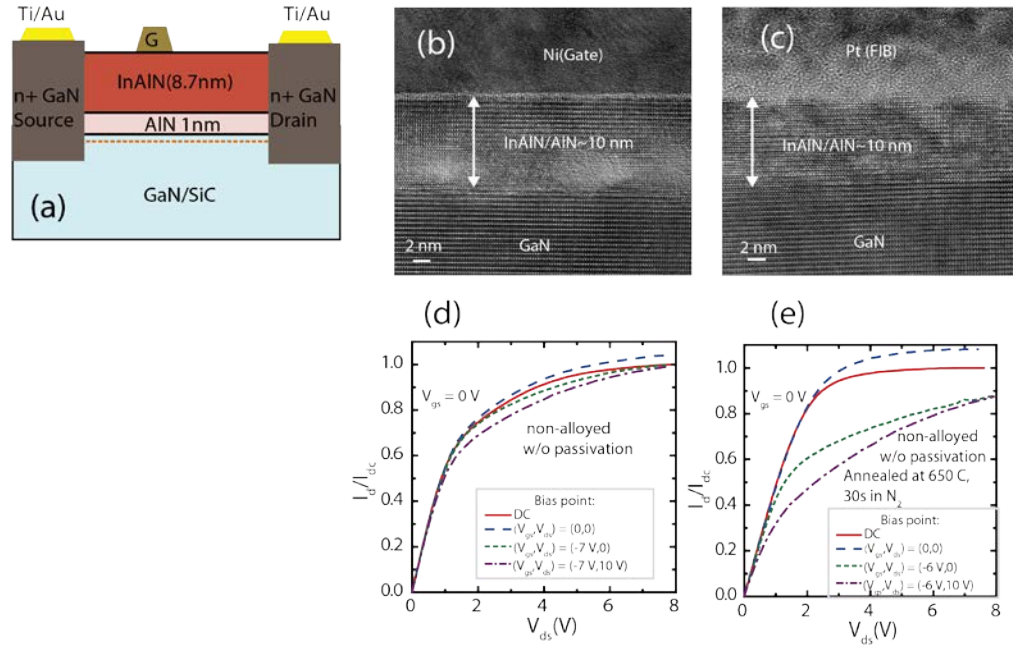 Ti/Au
Ti/Au
G
InAlN(8.7nm)
n+ GaN
Source
n+ GaN
Drain
AlN 1nm
GaN/SiC
(a)
(b)
Ni(Gate)
InAlN/AlN~10 nm
GaN
2 nm
(c)
Pt (FIB)
InAlN/AlN~10 nm
GaN
2 nm
(d)
1.0
0.8
0.6
0.4
0.2
0.0
I_d/I_dc
V_gs = 0 V
non-alloyed
w/o passivation
Bias point:
DC
(V_gs,V_ds) = (0,0)
(V_gs,V_ds) = (-7 V,0)
(V_gs,V_ds) = (-7 V,10 V)
0 2 4 6 8
V_ds(V)
(e)
1.0
0.8
0.6
0.4
0.2
0.0
I_d/I_dc
V_gs = 0 V
non-alloyed
w/o passivation
Annealed at 650 C,
30s in N_2
Bias point:
DC
(V_gs,V_ds) = (0,0)
(V_gs,V_ds) = (-6 V,0)
(V_gs,V_ds) = (-6 V,10 V)
0 2 4 6 8
V_ds(V)